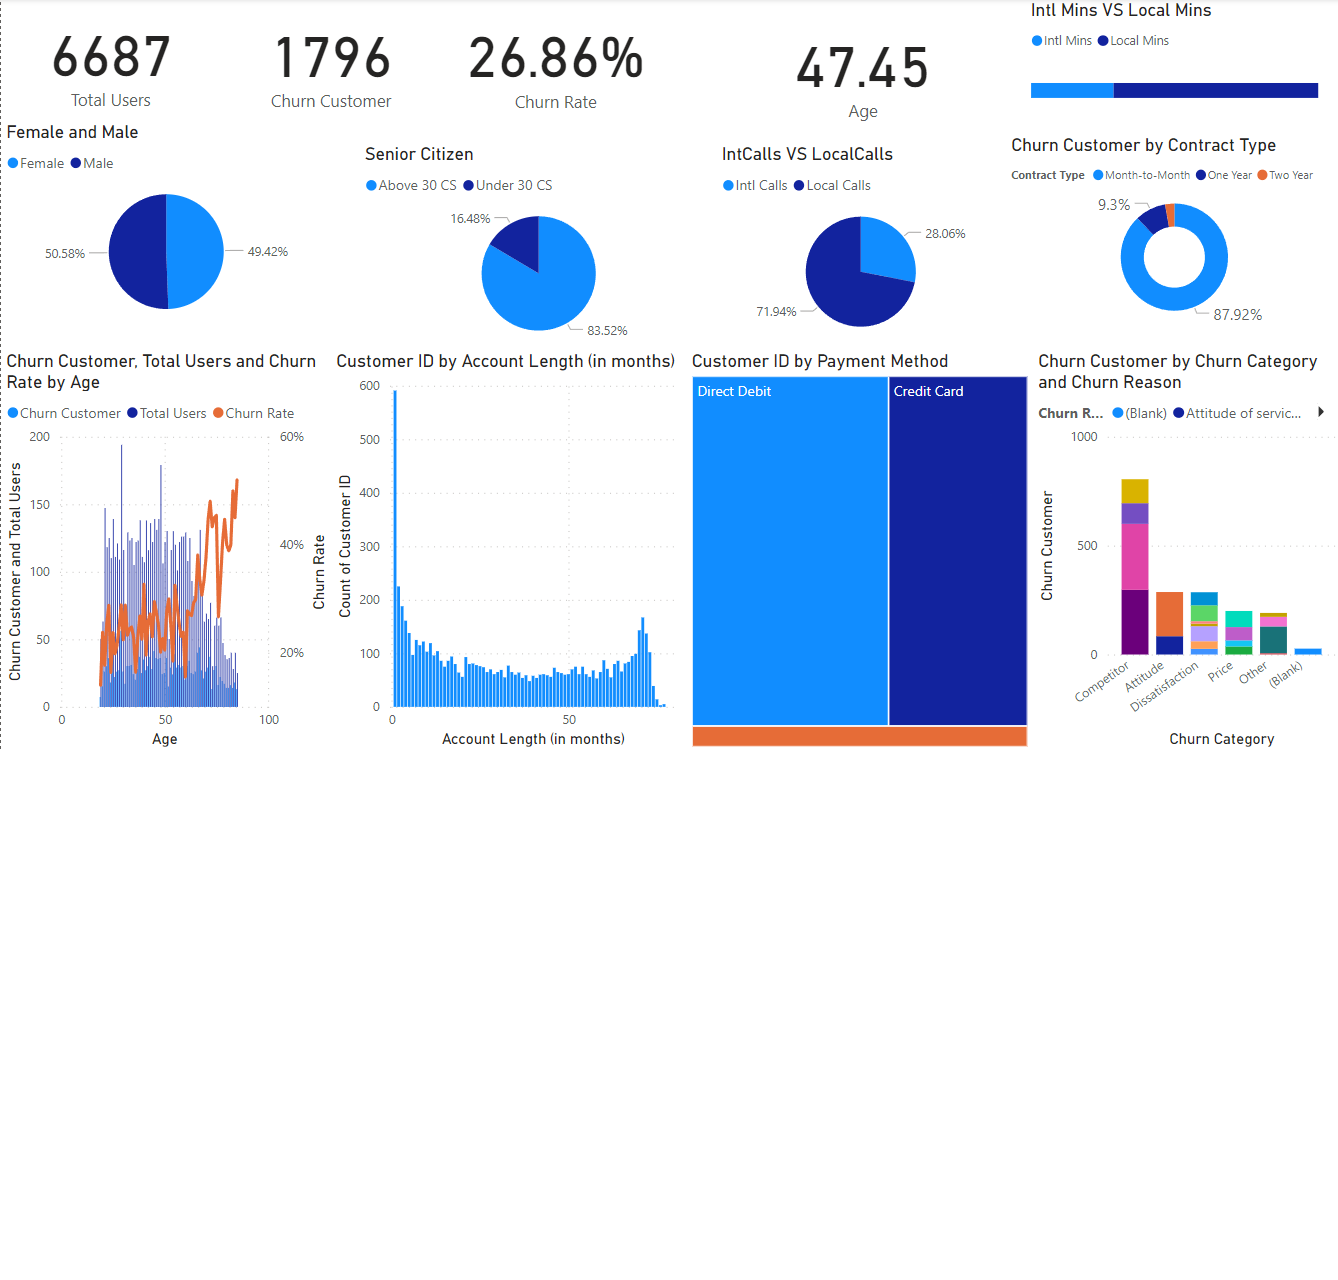 6687
Total Users
1796
Churn Customer
26.86%
Churn Rate
47.45
Age
Intl Mins VS Local Mins
Intl Mins Local Mins
Female and Male
Female Male
50.58%
49.42%
Senior Citizen
Above 30 CS Under 30 CS
16.48%
83.52%
IntCalls VS LocalCalls
Intl Calls Local Calls
28.06%
71.94%
Churn Customer by Contract Type
Contract Type Month-to-Month One Year Two Year
9.3%
87.92%
Churn Customer, Total Users and Churn
Rate by Age
Churn Customer Total Users Churn Rate
200
150
100
50
0
60%
40%
20%
0 50 100
Churn Customer and Total Users
Churn Rate
Age
Customer ID by Account Length (in months)
600
500
400
300
200
100
0
0 50
Count of Customer ID
Account Length (in months)
Customer ID by Payment Method
Direct Debit
Credit Card
Churn Customer by Churn Category
and Churn Reason
Churn R... (Blank) Attitude of servic...
1000
500
0
Churn Customer
Competitor
Attitude
Dissatisfaction
Price
Other
(Blank)
Churn Category